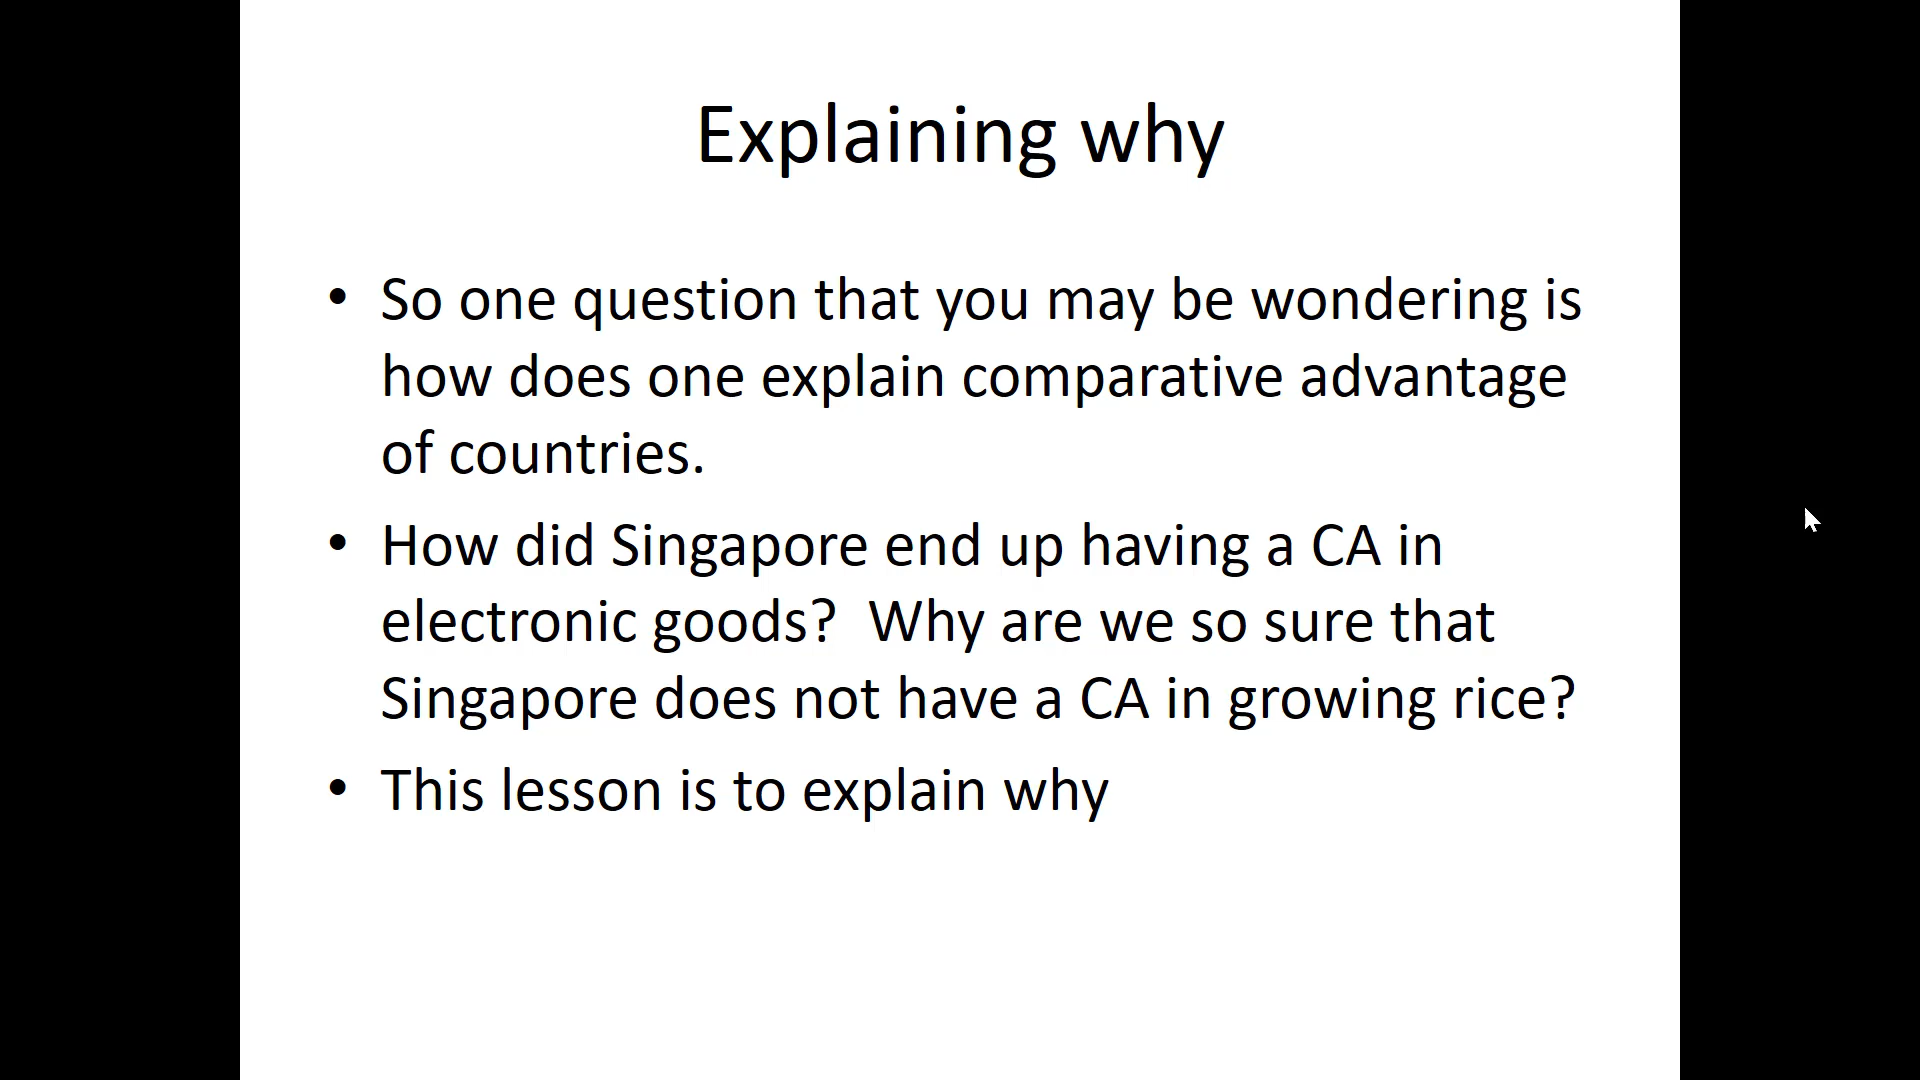 Explaining why
• So one question that you may be wondering is
how does one explain comparative advantage
of countries.
• How did Singapore end up having a CA in
electronic goods?  Why are we so sure that
Singapore does not have a CA in growing rice?
• This lesson is to explain why